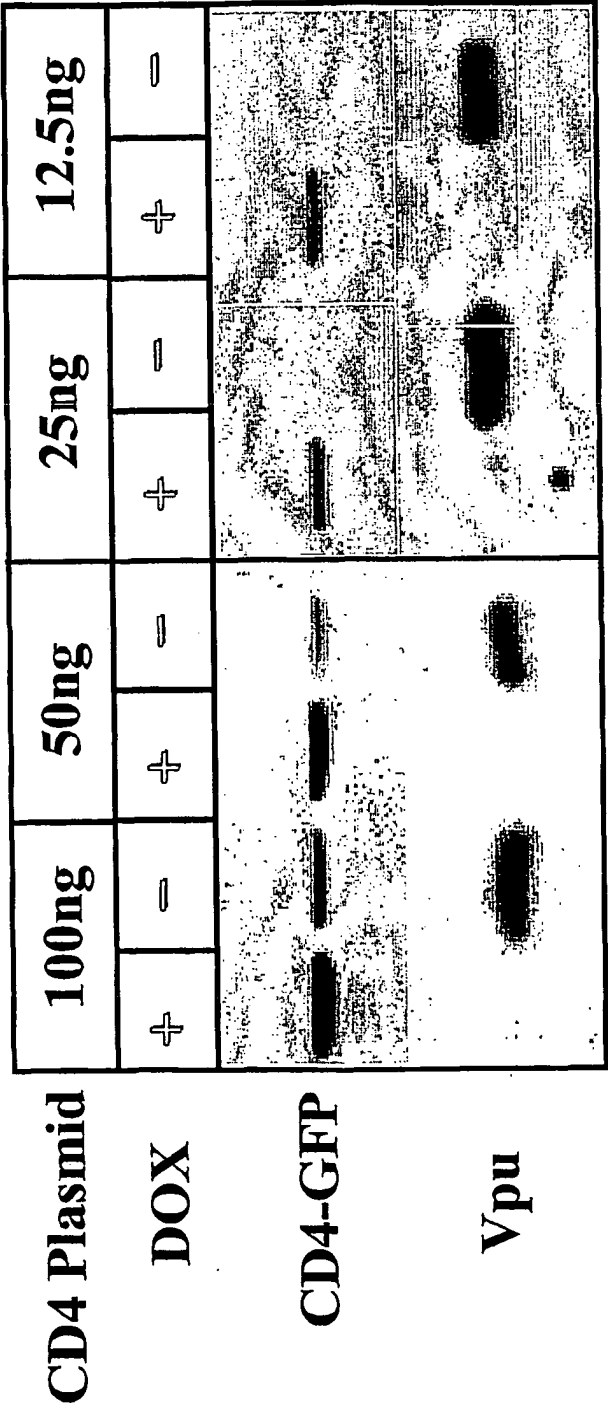 CD4 Plasmid 100ng 50ng 25ng 12.5ng
DOX + − + − + − + −
CD4-GFP
Vpu